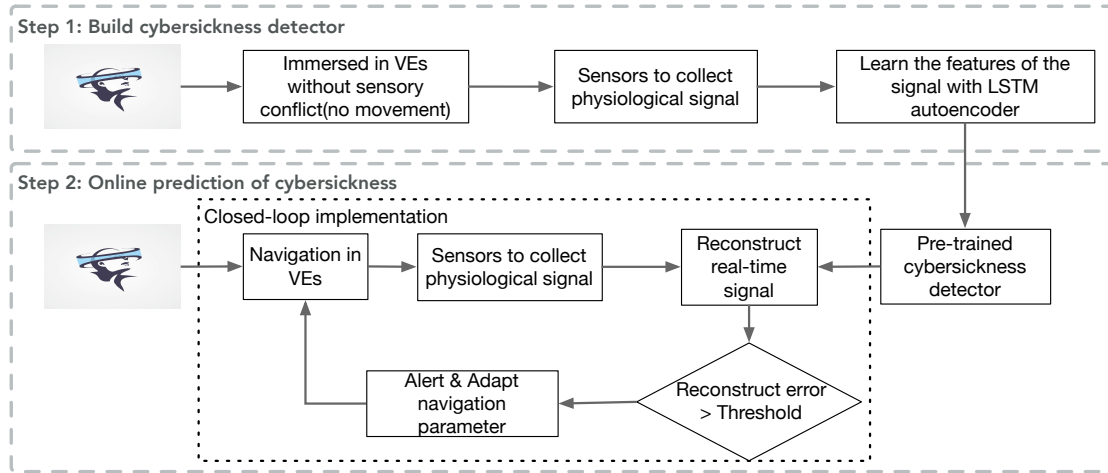 Step 1: Build cybersickness detector
Immersed in VEs
without sensory
conflict(no movement)
Sensors to collect
physiological signal
Learn the features of the
signal with LSTM
autoencoder
Step 2: Online prediction of cybersickness
Closed-loop implementation
Navigation in
VEs
Sensors to collect
physiological signal
Reconstruct
real-time
signal
Pre-trained
cybersickness
detector
Alert & Adapt
navigation
parameter
Reconstruct error
> Threshold